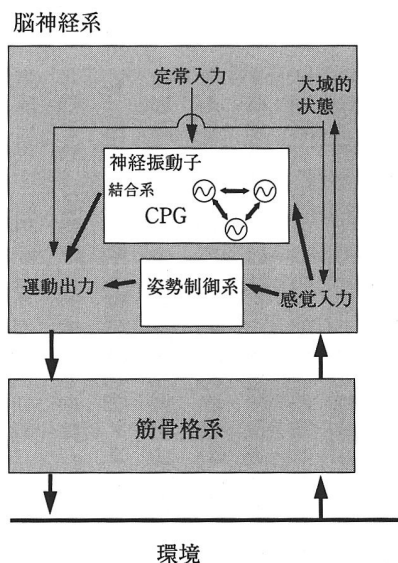 脳神経系
定常入力
大域的
状態
神経振動子
結合系
CPG
運動出力
姿勢制御系
感覚入力
筋骨格系
環境